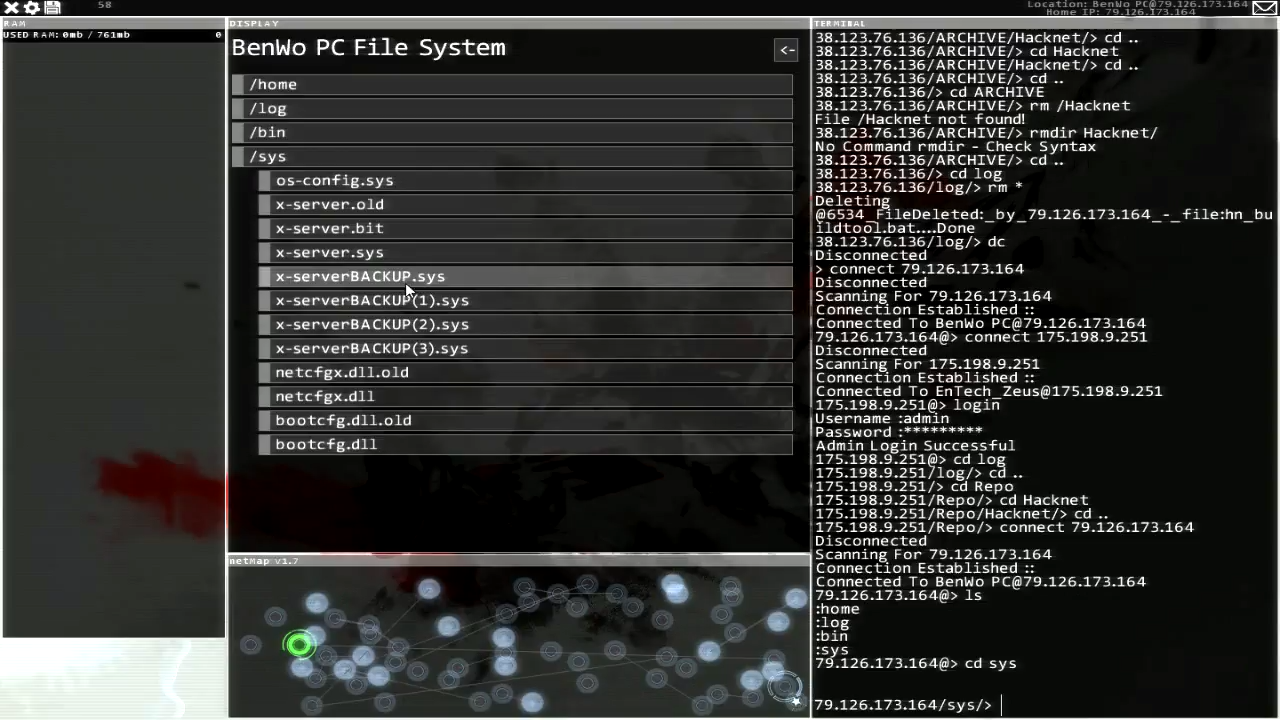 58
Location: BenWo PC@79.126.173.164
Home IP: 79.126.173.164
RAM
USED RAM: 0mb / 761mb
0
DISPLAY
BenWo PC File System
<-
/home
/log
/bin
/sys
os-config.sys
x-server.old
x-server.bit
x-server.sys
x-serverBACKUP.sys
x-serverBACKUP(1).sys
x-serverBACKUP(2).sys
x-serverBACKUP(3).sys
netcfgx.dll.old
netcfgx.dll
bootcfg.dll.old
bootcfg.dll
netMap v1.7
TERMINAL
38.123.76.136/ARCHIVE/Hacknet/> cd ..
38.123.76.136/ARCHIVE/> cd Hacknet
38.123.76.136/ARCHIVE/Hacknet/> cd ..
38.123.76.136/ARCHIVE/> cd ..
38.123.76.136/> cd ARCHIVE
38.123.76.136/ARCHIVE/> rm /Hacknet
File /Hacknet not found!
38.123.76.136/ARCHIVE/> rmdir Hacknet/
No Command rmdir - Check Syntax
38.123.76.136/ARCHIVE/> cd ..
38.123.76.136/> cd log
38.123.76.136/log/> rm *
Deleting
@6534_FileDeleted:_by_79.126.173.164_-_file:hn_bu
ildtool.bat....Done
38.123.76.136/log/> dc
Disconnected
> connect 79.126.173.164
Disconnected
Scanning For 79.126.173.164
Connection Established ::
Connected To BenWo PC@79.126.173.164
79.126.173.164@> connect 175.198.9.251
Disconnected
Scanning For 175.198.9.251
Connection Established ::
Connected To EnTech_Zeus@175.198.9.251
175.198.9.251@> login
Username :admin
Password :*********
Admin Login Successful
175.198.9.251@> cd log
175.198.9.251/log/> cd ..
175.198.9.251/> cd Repo
175.198.9.251/Repo/> cd Hacknet
175.198.9.251/Repo/Hacknet/> cd ..
175.198.9.251/Repo/> connect 79.126.173.164
Disconnected
Scanning For 79.126.173.164
Connection Established ::
Connected To BenWo PC@79.126.173.164
79.126.173.164@> ls
:home
:log
:bin
:sys
79.126.173.164@> cd sys
79.126.173.164/sys/>